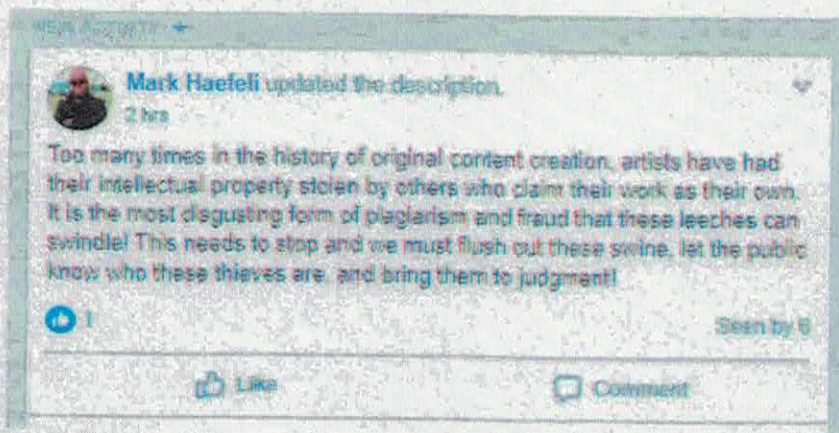 NEW ACTIVITY
Mark Haefeli updated the description.
2 hrs
Too many times in the history of original content creation, artists have had
their intellectual property stolen by others who claim their work as their own.
It is the most disgusting form of plagiarism and fraud that these leeches can
swindle! This needs to stop and we must flush out these swine, let the public
know who these thieves are, and bring them to judgment!
1
Seen by 6
Like
Comment